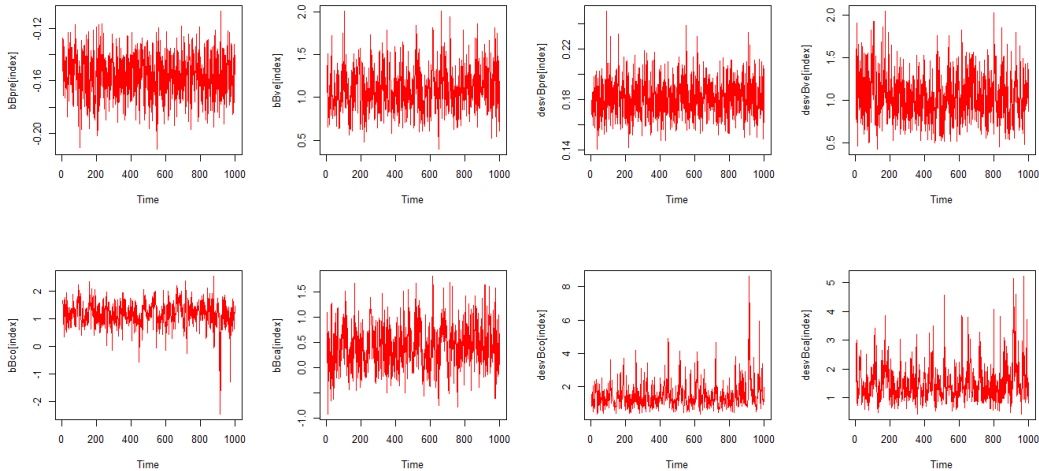 bBpre[index]
-0.12
-0.16
-0.20
0 200 400 600 800 1000
Time
bBve[index]
2.0
1.5
1.0
0.5
0 200 400 600 800 1000
Time
desvBpre[index]
0.22
0.18
0.14
0 200 400 600 800 1000
Time
desvBve[index]
2.0
1.5
1.0
0.5
0 200 400 600 800 1000
Time
bBco[index]
2
1
0
-1
-2
0 200 400 600 800 1000
Time
bBca[index]
1.5
1.0
0.5
0.0
-1.0
0 200 400 600 800 1000
Time
desvBco[index]
8
6
4
2
0 200 400 600 800 1000
Time
desvBca[index]
5
4
3
2
1
0 200 400 600 800 1000
Time